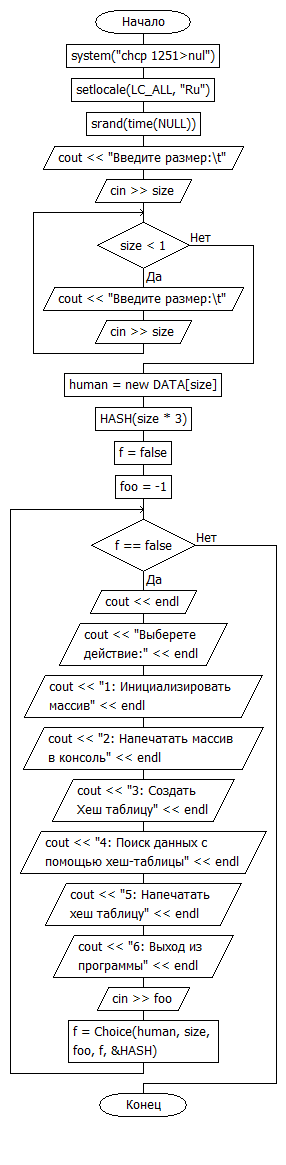 Начало
system("chcp 1251>nul")
setlocale(LC_ALL, "Ru")
srand(time(NULL))
cout << "Введите размер:\t"
cin >> size
size < 1
Нет
Да
cout << "Введите размер:\t"
cin >> size
human = new DATA[size]
HASH(size * 3)
f = false
foo = -1
f == false
Нет
Да
cout << endl
cout << "Выберете
действие:" << endl
cout << "1: Инициализировать
массив" << endl
cout << "2: Напечатать массив
в консоль" << endl
cout << "3: Создать
Хеш таблицу" << endl
cout << "4: Поиск данных с
помощью хеш-таблицы" << endl
cout << "5: Напечатать
хеш таблицу" << endl
cout << "6: Выход из
программы" << endl
cin >> foo
f = Choice(human, size,
foo, f, &HASH)
Конец